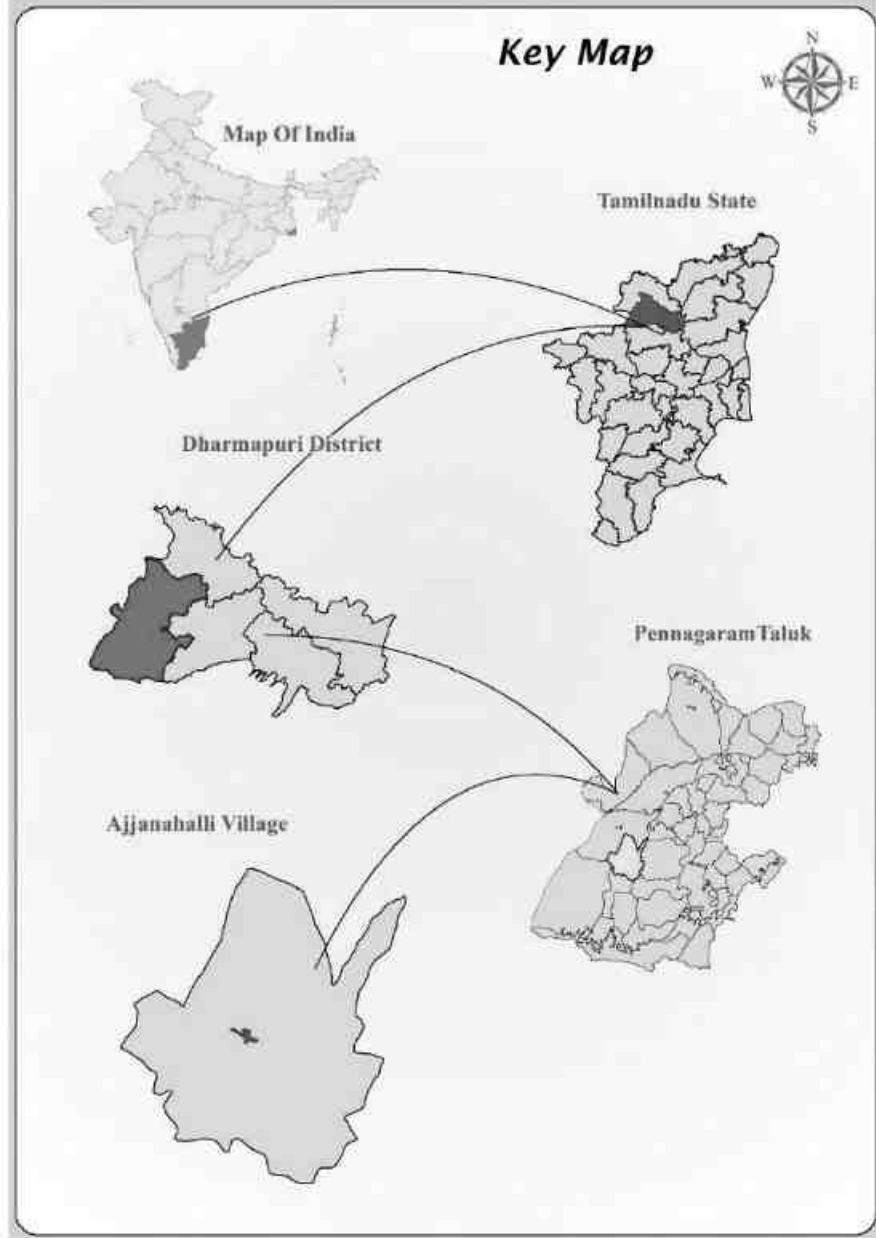 Key Map
N
W E
S
Map Of India
Tamilnadu State
Dharmapuri District
PennagaramTaluk
Ajjanahalli Village